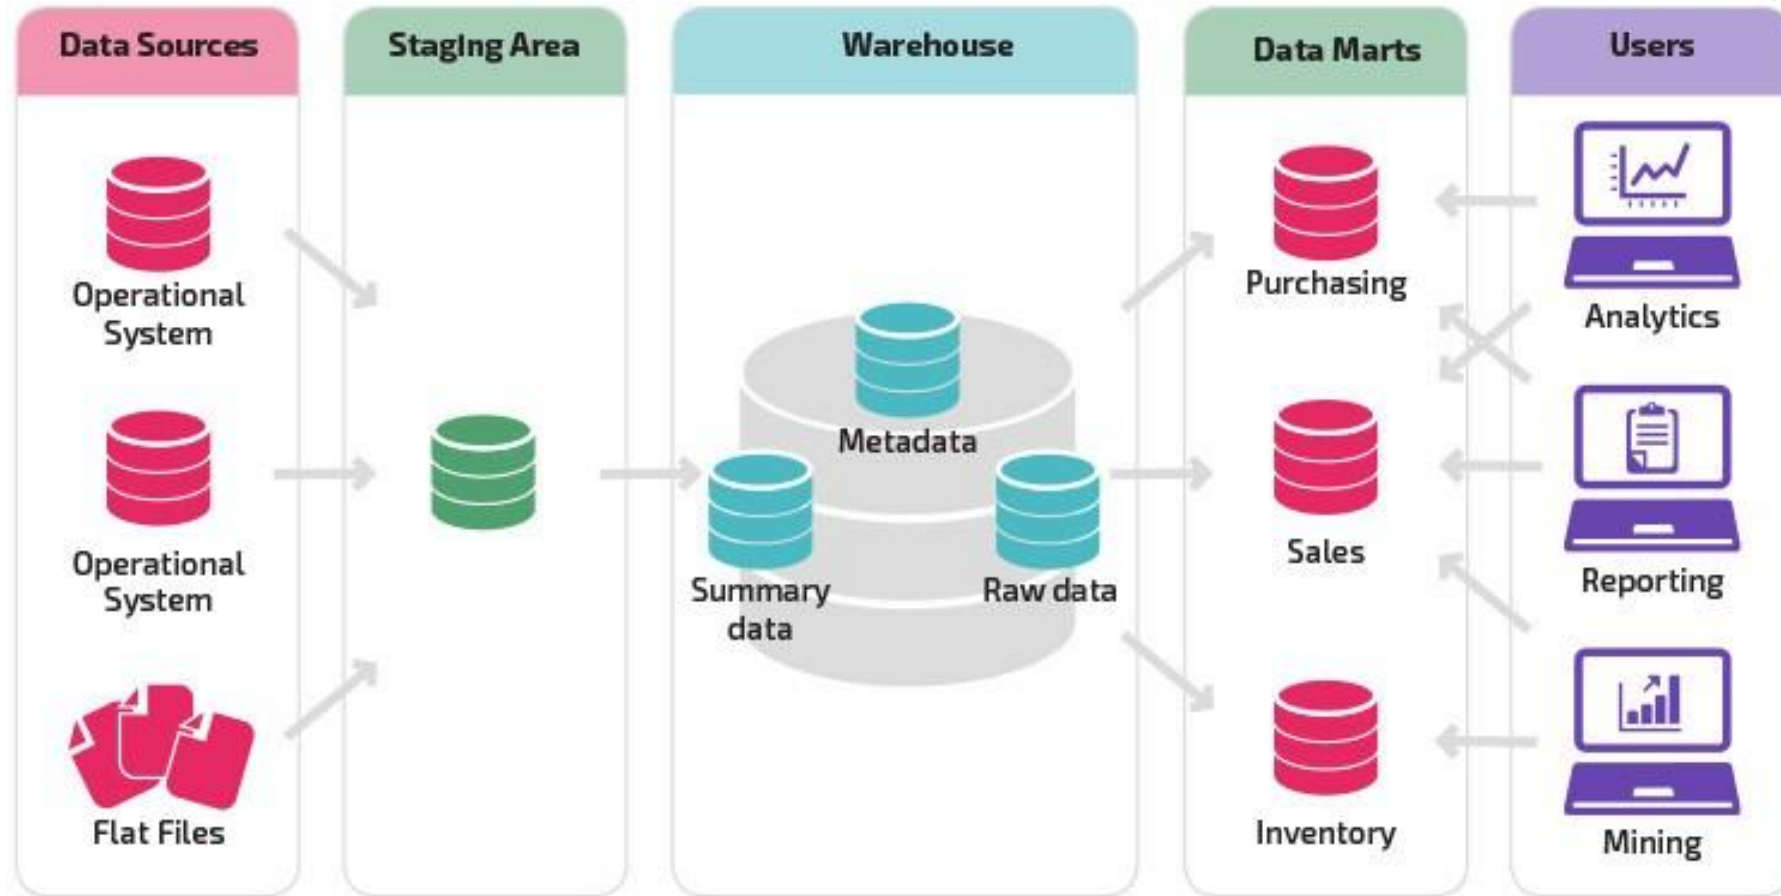 Data Sources
Staging Area
Warehouse
Data Marts
Users
Operational
System
Operational
System
Flat Files
Metadata
Summary
data
Raw data
Purchasing
Sales
Inventory
Analytics
Reporting
Mining